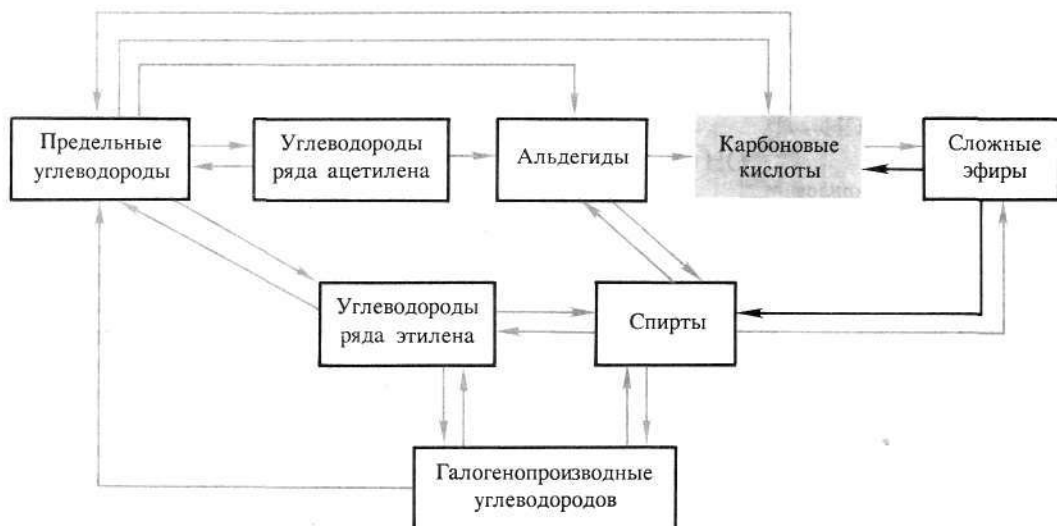 Предельные
углеводороды
Углеводороды
ряда ацетилена
Альдегиды
Карбоновые
кислоты
Сложные
эфиры
Углеводороды
ряда этилена
Спирты
Галогенопроизводные
углеводородов